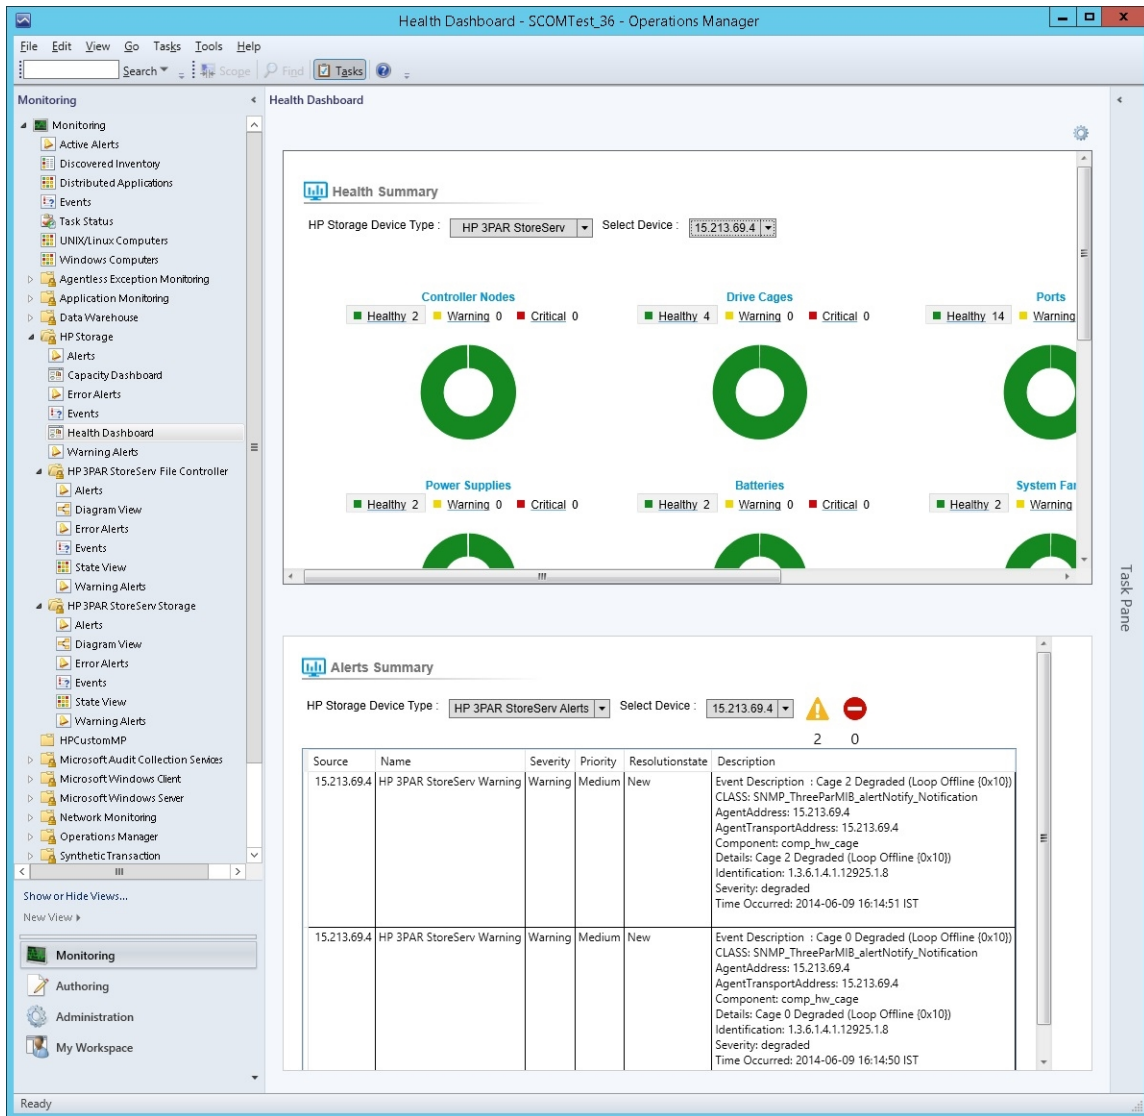 Health Dashboard - SCOMTest_36 - Operations Manager
File Edit View Go Tasks Tools Help
Search Scope Find Tasks
Monitoring
Monitoring
Active Alerts
Discovered Inventory
Distributed Applications
Events
Task Status
UNIX/Linux Computers
Windows Computers
Agentless Exception Monitoring
Application Monitoring
Data Warehouse
HP Storage
Alerts
Capacity Dashboard
Error Alerts
Events
Health Dashboard
Warning Alerts
HP 3PAR StoreServ File Controller
Alerts
Diagram View
Error Alerts
Events
State View
Warning Alerts
HP 3PAR StoreServ Storage
Alerts
Diagram View
Error Alerts
Events
State View
Warning Alerts
HPCustomMP
Microsoft Audit Collection Services
Microsoft Windows Client
Microsoft Windows Server
Network Monitoring
Operations Manager
Synthetic Transaction
Show or Hide Views...
New View
Monitoring
Authoring
Administration
My Workspace
Health Dashboard
Health Summary
HP Storage Device Type : HP 3PAR StoreServ Select Device : 15.213.69.4
Controller Nodes Drive Cages Ports
Healthy 2 Warning 0 Critical 0 Healthy 4 Warning 0 Critical 0 Healthy 14 Warning
Power Supplies Batteries System Fan
Healthy 2 Warning 0 Critical 0 Healthy 2 Warning 0 Critical 0 Healthy 2 Warning
Alerts Summary
HP Storage Device Type : HP 3PAR StoreServ Alerts Select Device : 15.213.69.4
2 0
Source Name Severity Priority Resolutionstate Description
15.213.69.4 HP 3PAR StoreServ Warning Warning Medium New Event Description : Cage 2 Degraded (Loop Offline {0x10})
CLASS: SNMP_ThreeParMIB_alertNotify_Notification
AgentAddress: 15.213.69.4
AgentTransportAddress: 15.213.69.4
Component: comp_hw_cage
Details: Cage 2 Degraded (Loop Offline {0x10})
Identification: 1.3.6.1.4.1.12925.1.8
Severity: degraded
Time Occurred: 2014-06-09 16:14:51 IST
15.213.69.4 HP 3PAR StoreServ Warning Warning Medium New Event Description : Cage 0 Degraded (Loop Offline {0x10})
CLASS: SNMP_ThreeParMIB_alertNotify_Notification
AgentAddress: 15.213.69.4
AgentTransportAddress: 15.213.69.4
Component: comp_hw_cage
Details: Cage 0 Degraded (Loop Offline {0x10})
Identification: 1.3.6.1.4.1.12925.1.8
Severity: degraded
Time Occurred: 2014-06-09 16:14:50 IST
Task Pane
Ready